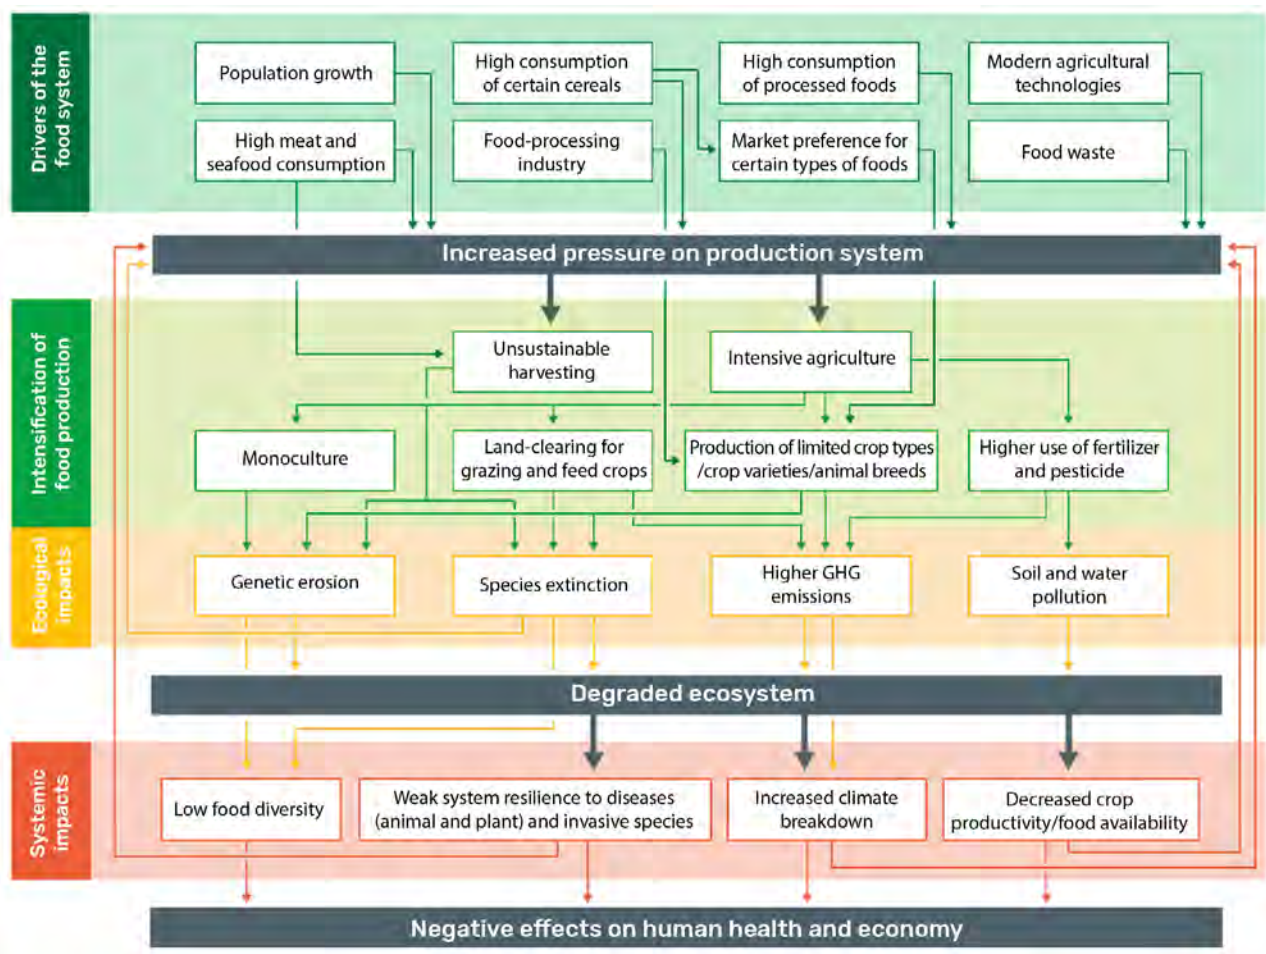 Drivers of the
food system
Population growth
High consumption
of certain cereals
High consumption
of processed foods
Modern agricultural
technologies
High meat and
seafood consumption
Food-processing
industry
Market preference for
certain types of foods
Food waste
Increased pressure on production system
Intensification of
food production
Unsustainable
harvesting
Intensive agriculture
Monoculture
Land-clearing for
grazing and feed crops
Production of limited crop types
/crop varieties/animal breeds
Higher use of fertilizer
and pesticide
Ecological
impacts
Genetic erosion
Species extinction
Higher GHG
emissions
Soil and water
pollution
Degraded ecosystem
Systemic
impacts
Low food diversity
Weak system resilience to diseases
(animal and plant) and invasive species
Increased climate
breakdown
Decreased crop
productivity/food availability
Negative effects on human health and economy